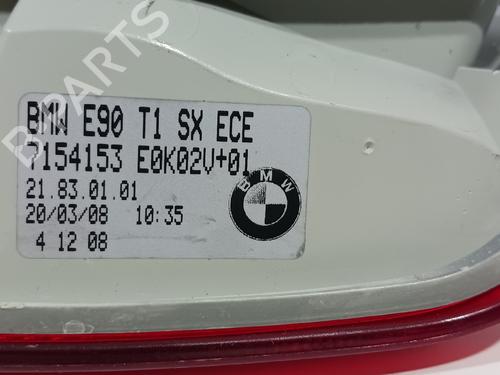 B-PARTS
BMW E90 T1 SX ECE
7154153 E0K02V+01
21.83.01.01
20/03/08 10:35
4 12 08
BMW